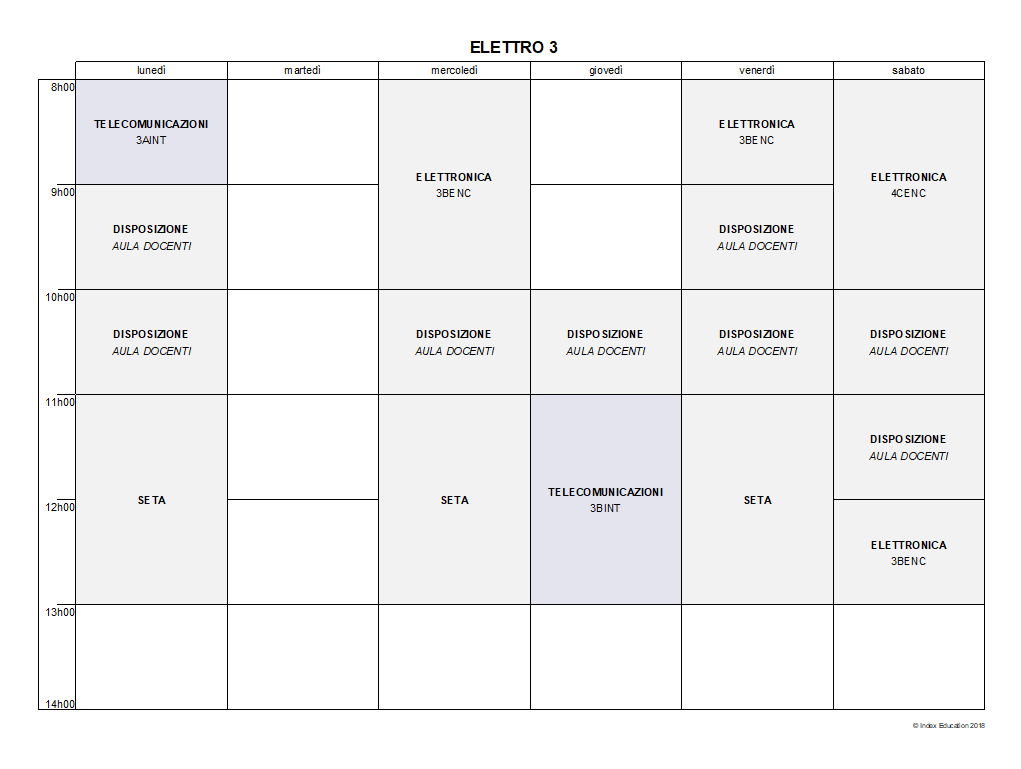 ELETTRO 3
lunedì martedì mercoledì giovedì venerdì sabato
8h00
TELECOMUNICAZIONI
3AINT
ELETTRONICA
3BENC
ELETTRONICA
3BENC
ELETTRONICA
4CENC
9h00
DISPOSIZIONE
AULA DOCENTI
DISPOSIZIONE
AULA DOCENTI
10h00
DISPOSIZIONE
AULA DOCENTI
DISPOSIZIONE
AULA DOCENTI
DISPOSIZIONE
AULA DOCENTI
DISPOSIZIONE
AULA DOCENTI
DISPOSIZIONE
AULA DOCENTI
11h00
SETA
SETA
TELECOMUNICAZIONI
3BINT
SETA
DISPOSIZIONE
AULA DOCENTI
12h00
ELETTRONICA
3BENC
13h00
14h00
© Index Education 2018